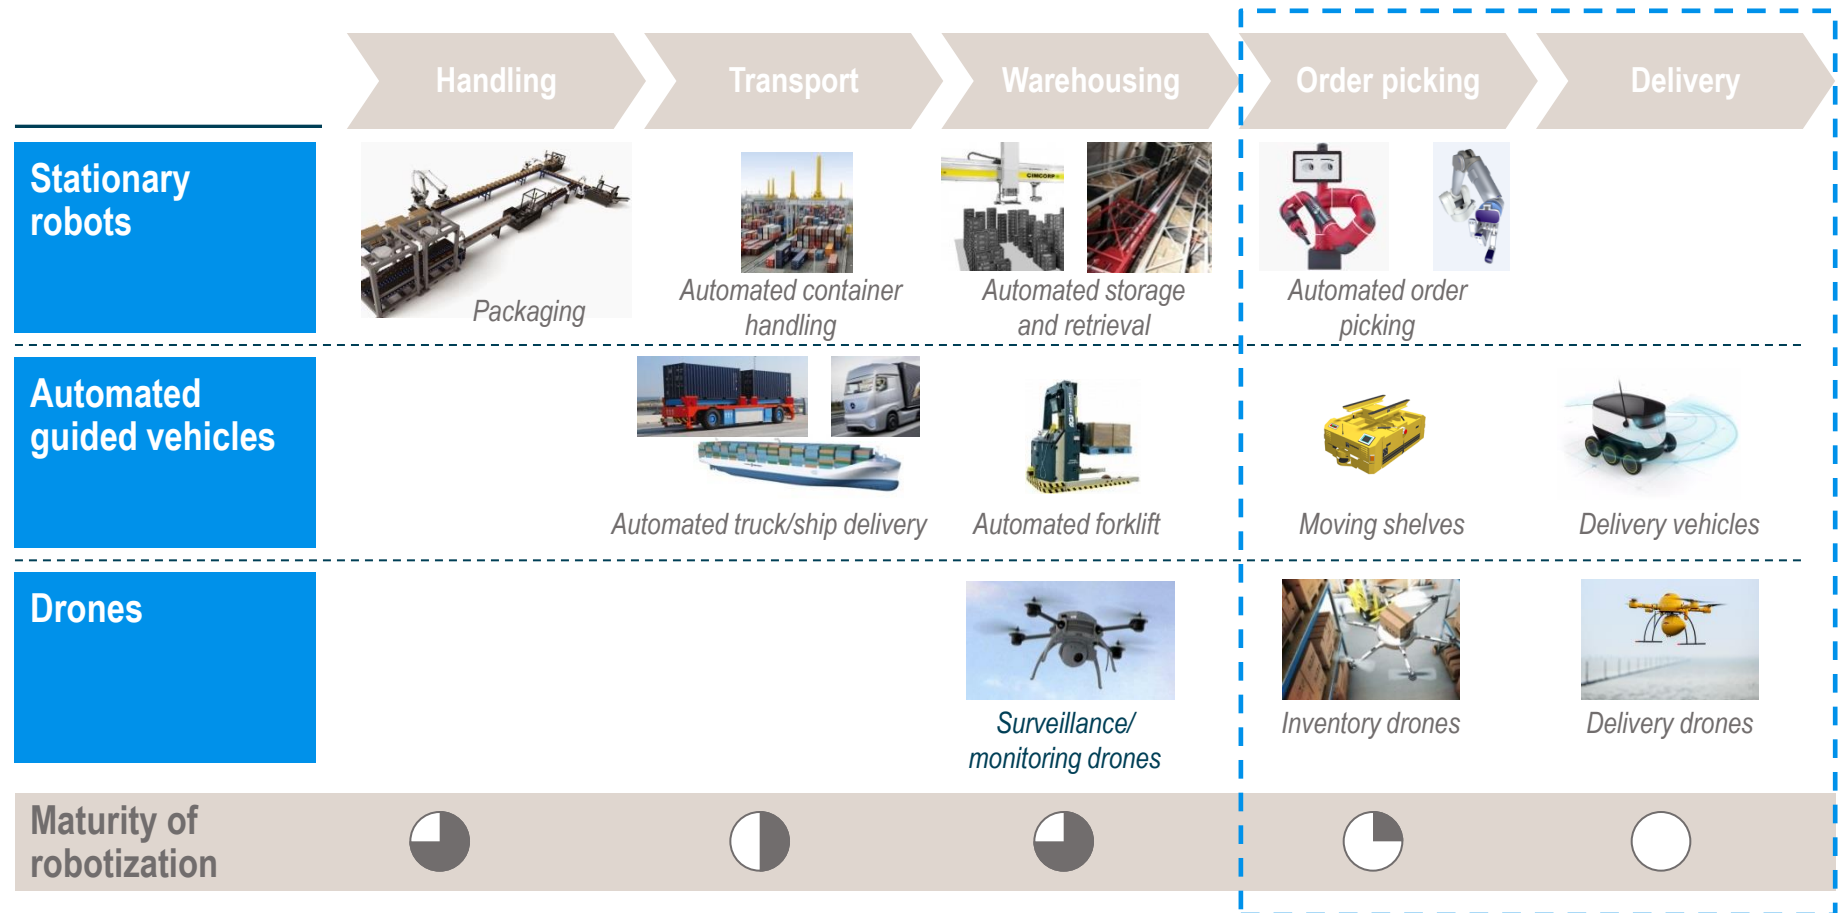 Handling
Transport
Warehousing
Order picking
Delivery
Stationary
robots
CIMCORP
Packaging
Automated container
handling
Automated storage
and retrieval
Automated order
picking
Automated
guided vehicles
Automated truck/ship delivery
Automated forklift
Moving shelves
Delivery vehicles
Drones
Surveillance/
monitoring drones
Inventory drones
Delivery drones
Maturity of
robotization